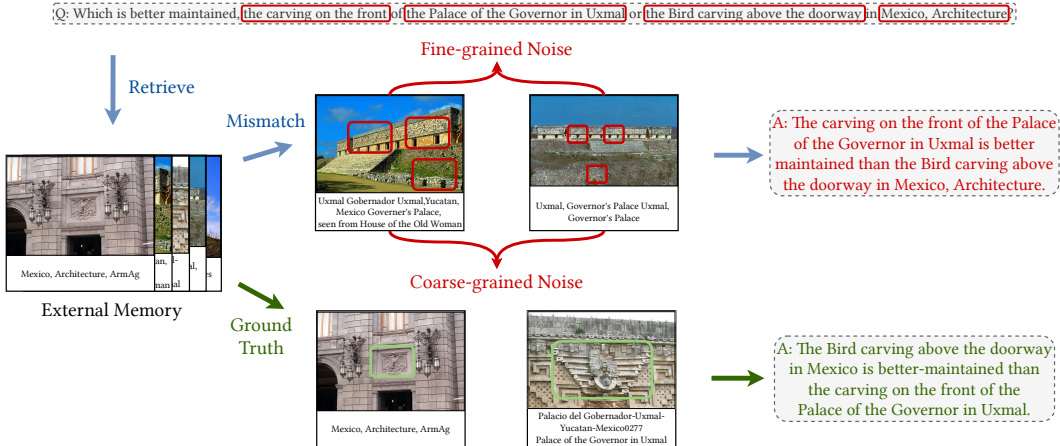 Q: Which is better maintained, the carving on the front of the Palace of the Governor in Uxmal or the Bird carving above the doorway in Mexico, Architecture?
Fine-grained Noise
Retrieve
Mismatch
Uxmal Gobernador Uxmal,Yucatan,
Mexico Governer's Palace,
seen from House of the Old Woman
Uxmal, Governor's Palace Uxmal,
Governor's Palace
A: The carving on the front of the Palace
of the Governor in Uxmal is better
maintained than the Bird carving above
the doorway in Mexico, Architecture.
Mexico, Architecture, ArmAg
an,
nan
l-
al
al,
es
External Memory
Coarse-grained Noise
Ground
Truth
Mexico, Architecture, ArmAg
Palacio del Gobernador-Uxmal-
Yucatan-Mexico0277
Palace of the Governor in Uxmal
A: The Bird carving above the doorway
in Mexico is better-maintained than
the carving on the front of the
Palace of the Governor in Uxmal.